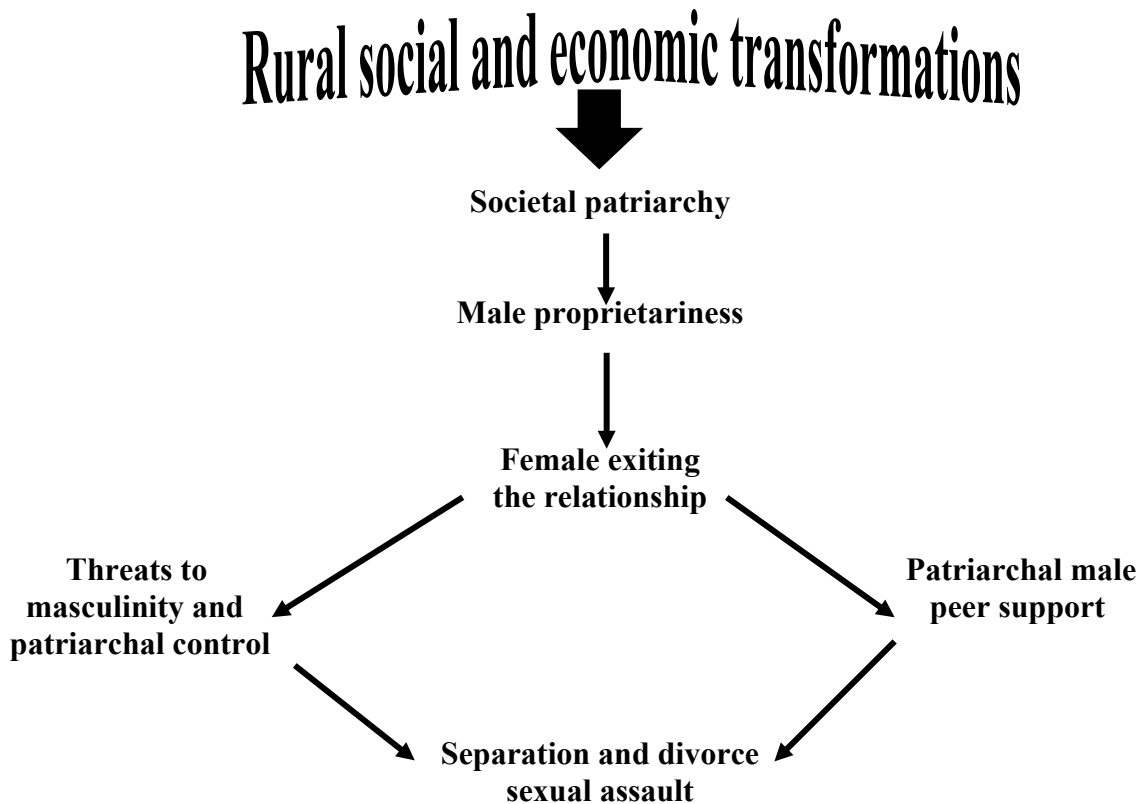 Rural social and economic transformations
Societal patriarchy
Male proprietariness
Female exiting
the relationship
Threats to
masculinity and
patriarchal control
Patriarchal male
peer support
Separation and divorce
sexual assault